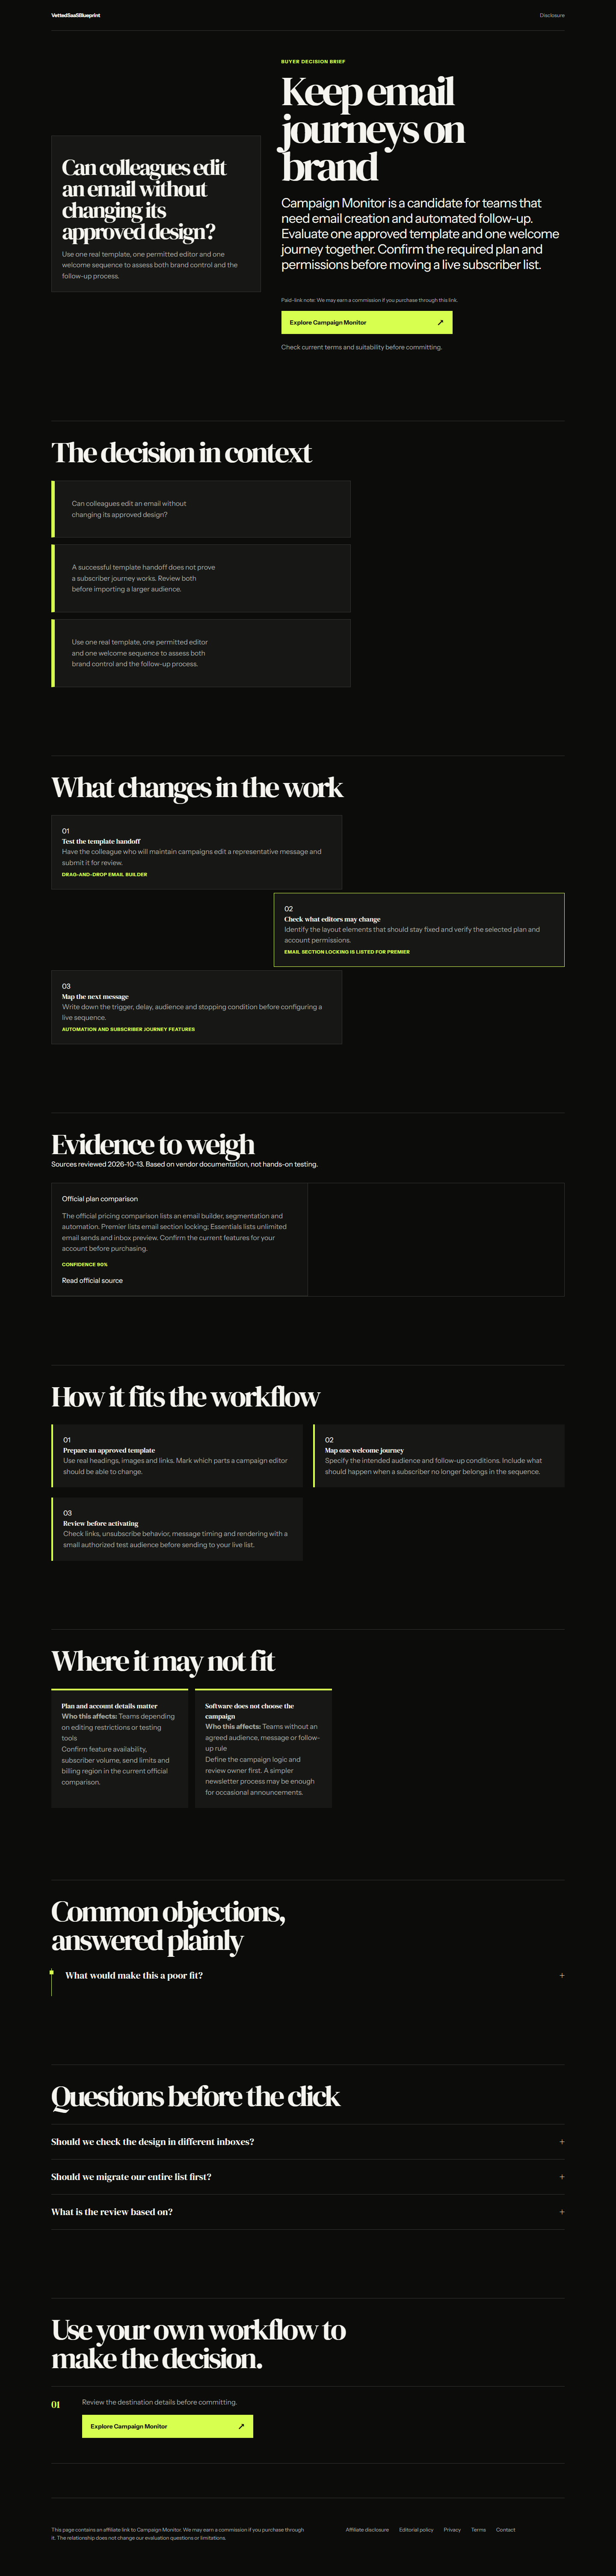 VettedSaaSBlueprint
Disclosure
Can colleagues edit
an email without
changing its
approved design?
Use one real template, one permitted editor and one
welcome sequence to assess both brand control and the
follow-up process.
BUYER DECISION BRIEF
Keep email
journeys on
brand
Campaign Monitor is a candidate for teams that
need email creation and automated follow-up.
Evaluate one approved template and one welcome
journey together. Confirm the required plan and
permissions before moving a live subscriber list.
Paid-link note: We may earn a commission if you purchase through this link.
Explore Campaign Monitor ↗
Check current terms and suitability before committing.
The decision in context
Can colleagues edit an email without
changing its approved design?
A successful template handoff does not prove
a subscriber journey works. Review both
before importing a larger audience.
Use one real template, one permitted editor
and one welcome sequence to assess both
brand control and the follow-up process.
What changes in the work
01
Test the template handoff
Have the colleague who will maintain campaigns edit a representative message and
submit it for review.
DRAG-AND-DROP EMAIL BUILDER
02
Check what editors may change
Identify the layout elements that should stay fixed and verify the selected plan and
account permissions.
EMAIL SECTION LOCKING IS LISTED FOR PREMIER
03
Map the next message
Write down the trigger, delay, audience and stopping condition before configuring a
live sequence.
AUTOMATION AND SUBSCRIBER JOURNEY FEATURES
Evidence to weigh
Sources reviewed 2026-10-13. Based on vendor documentation, not hands-on testing.
Official plan comparison
The official pricing comparison lists an email builder, segmentation and
automation. Premier lists email section locking; Essentials lists unlimited
email sends and inbox preview. Confirm the current features for your
account before purchasing.
CONFIDENCE 90%
Read official source
How it fits the workflow
01
Prepare an approved template
Use real headings, images and links. Mark which parts a campaign editor
should be able to change.
02
Map one welcome journey
Specify the intended audience and follow-up conditions. Include what
should happen when a subscriber no longer belongs in the sequence.
03
Review before activating
Check links, unsubscribe behavior, message timing and rendering with a
small authorized test audience before sending to your live list.
Where it may not fit
Plan and account details matter
Who this affects: Teams depending
on editing restrictions or testing
tools
Confirm feature availability,
subscriber volume, send limits and
billing region in the current official
comparison.
Software does not choose the
campaign
Who this affects: Teams without an
agreed audience, message or follow-
up rule
Define the campaign logic and
review owner first. A simpler
newsletter process may be enough
for occasional announcements.
Common objections,
answered plainly
What would make this a poor fit? +
Questions before the click
Should we check the design in different inboxes? +
Should we migrate our entire list first? +
What is the review based on? +
Use your own workflow to
make the decision.
01
Review the destination details before committing.
Explore Campaign Monitor ↗
This page contains an affiliate link to Campaign Monitor. We may earn a commission if you purchase through
it. The relationship does not change our evaluation questions or limitations.
Affiliate disclosure Editorial policy Privacy Terms Contact